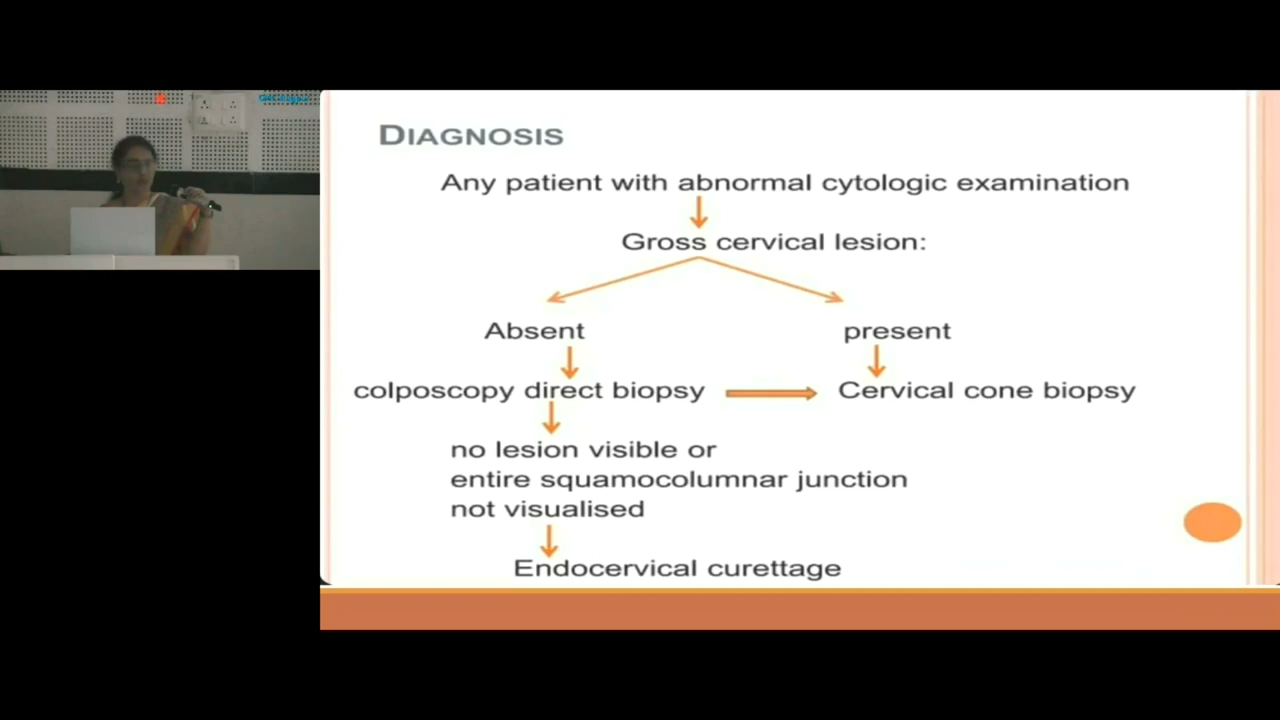 DIAGNOSIS
Any patient with abnormal cytologic examination
Gross cervical lesion:
Absent
present
colposcopy direct biopsy
Cervical cone biopsy
no lesion visible or
entire squamocolumnar junction
not visualised
Endocervical curettage